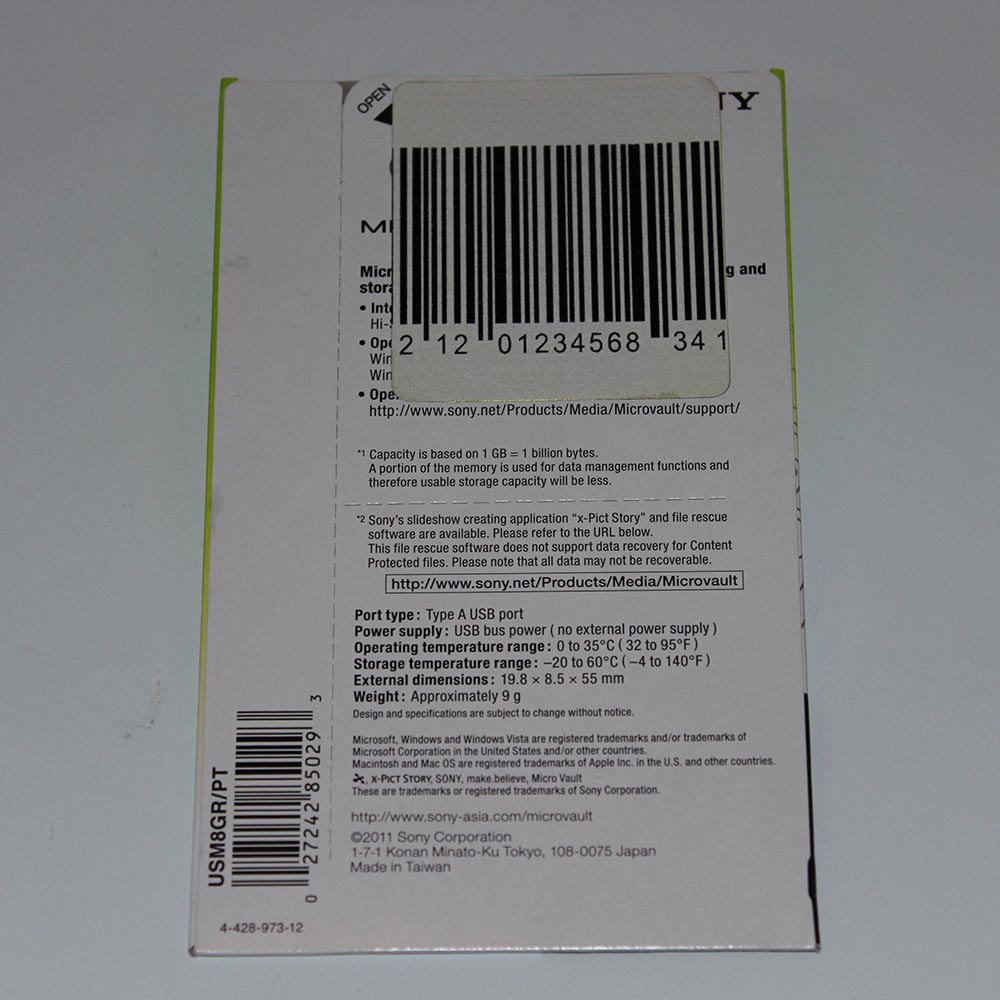 OPEN
NY
MI
Micr g and
stora
• Inte
Hi-S
• Ope
Win
Win
• Ope
2 12 01234568 34 1
http://www.sony.net/Products/Media/Microvault/support/
*1 Capacity is based on 1 GB = 1 billion bytes.
A portion of the memory is used for data management functions and
therefore usable storage capacity will be less.
*2 Sony's slideshow creating application “x-Pict Story” and file rescue
software are available. Please refer to the URL below.
This file rescue software does not support data recovery for Content
Protected files. Please note that all data may not be recoverable.
http://www.sony.net/Products/Media/Microvault
Port type : Type A USB port
Power supply : USB bus power ( no external power supply )
Operating temperature range : 0 to 35°C ( 32 to 95°F )
Storage temperature range : –20 to 60°C ( –4 to 140°F )
External dimensions : 19.8 × 8.5 × 55 mm
Weight : Approximately 9 g
Design and specifications are subject to change without notice.
Microsoft, Windows and Windows Vista are registered trademarks and/or trademarks of
Microsoft Corporation in the United States and/or other countries.
Macintosh and Mac OS are registered trademarks of Apple Inc. in the U.S. and other countries.
, X-PICT STORY, SONY, make.believe, Micro Vault
These are trademarks or registered trademarks of Sony Corporation.
http://www.sony-asia.com/microvault
©2011 Sony Corporation
1-7-1 Konan Minato-Ku Tokyo, 108-0075 Japan
Made in Taiwan
USM8GR/PT
0 27242 85029 3
4-428-973-12